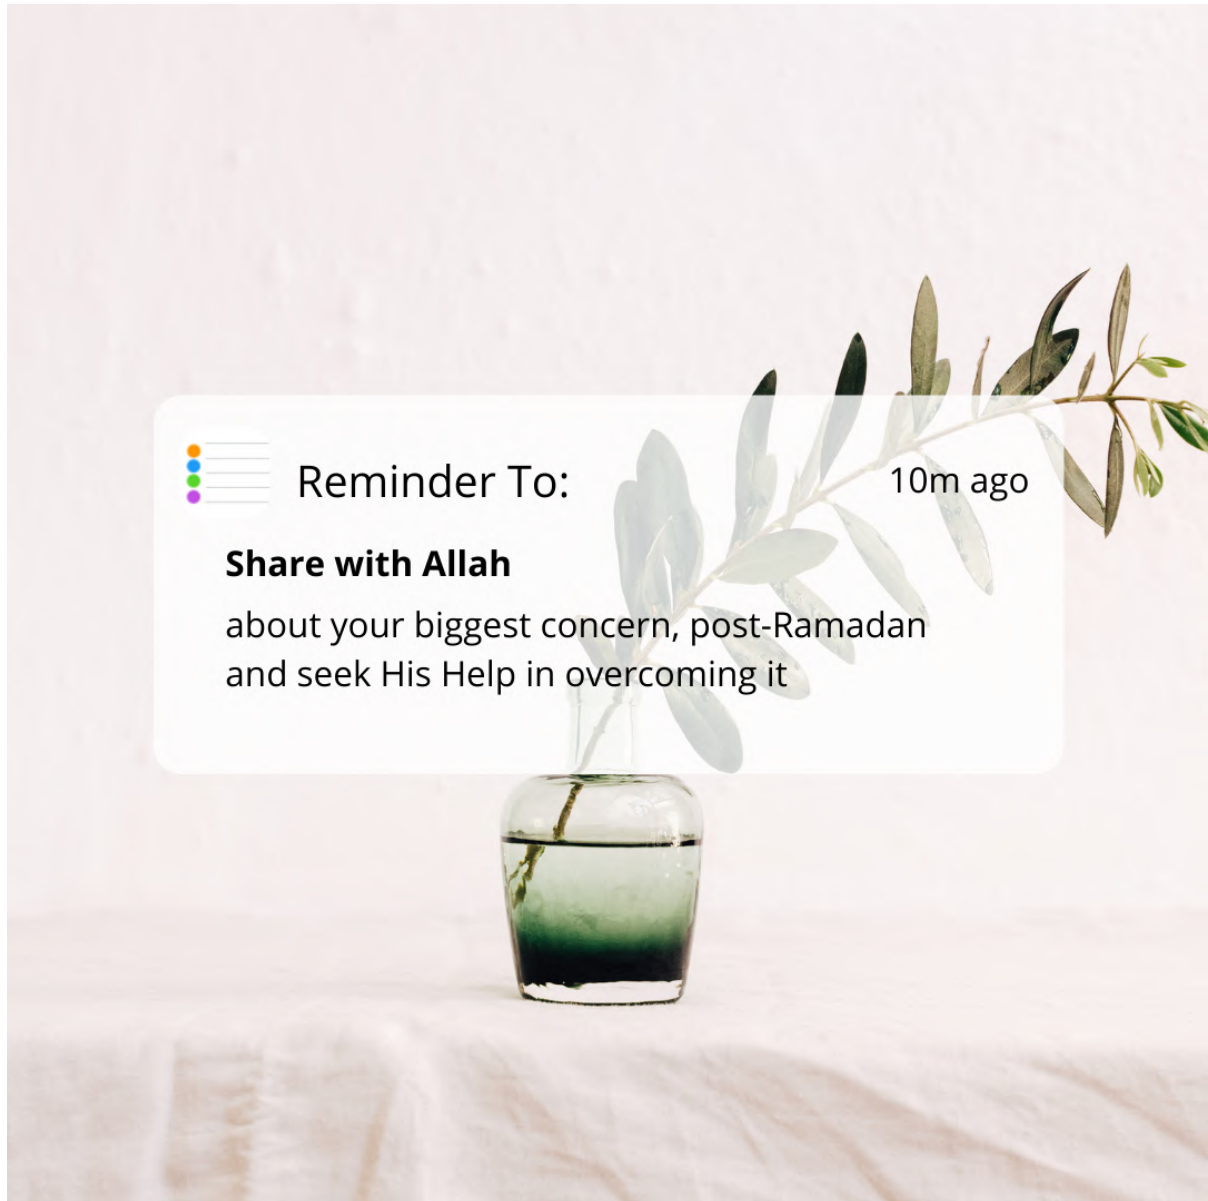 Reminder To:
10m ago
Share with Allah
about your biggest concern, post-Ramadan
and seek His Help in overcoming it